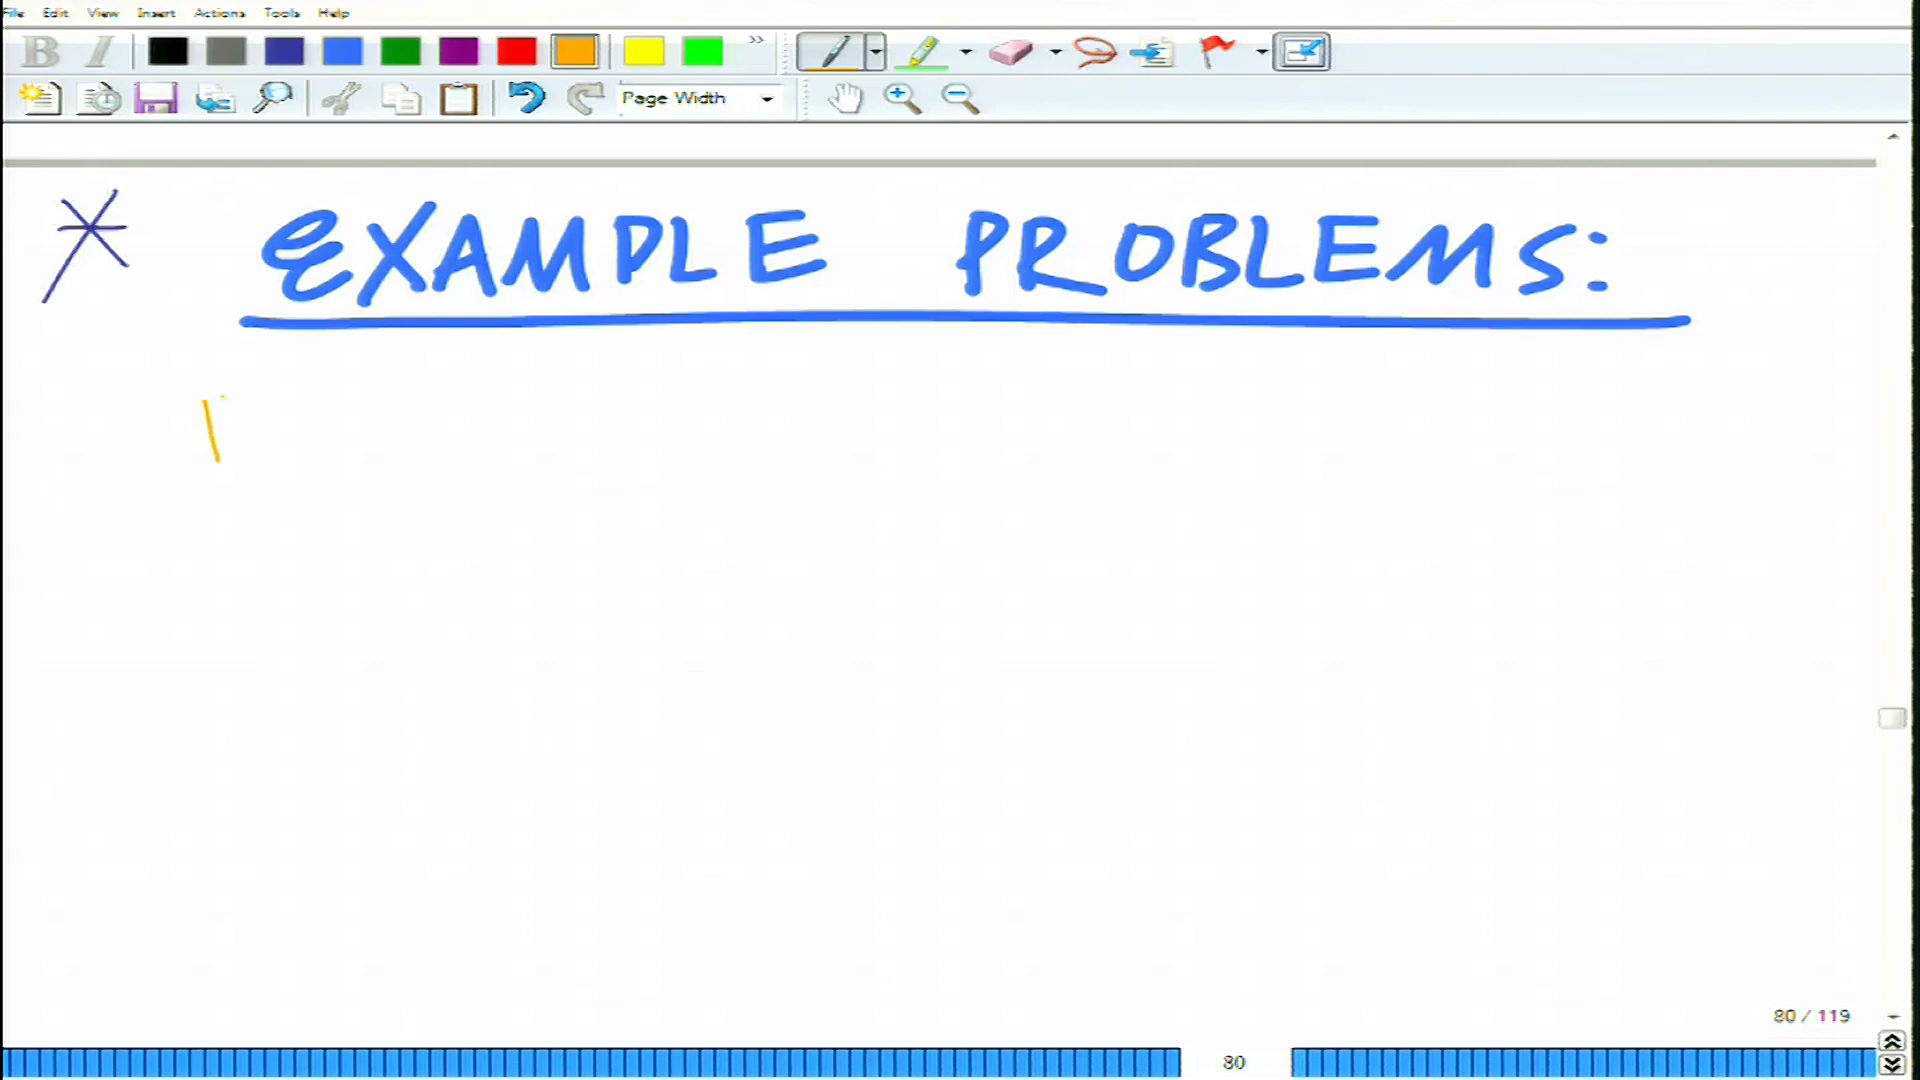 File Edit View Insert Actions Tools Help
B I
Page Width
* EXAMPLE PROBLEMS:
80 / 119
80